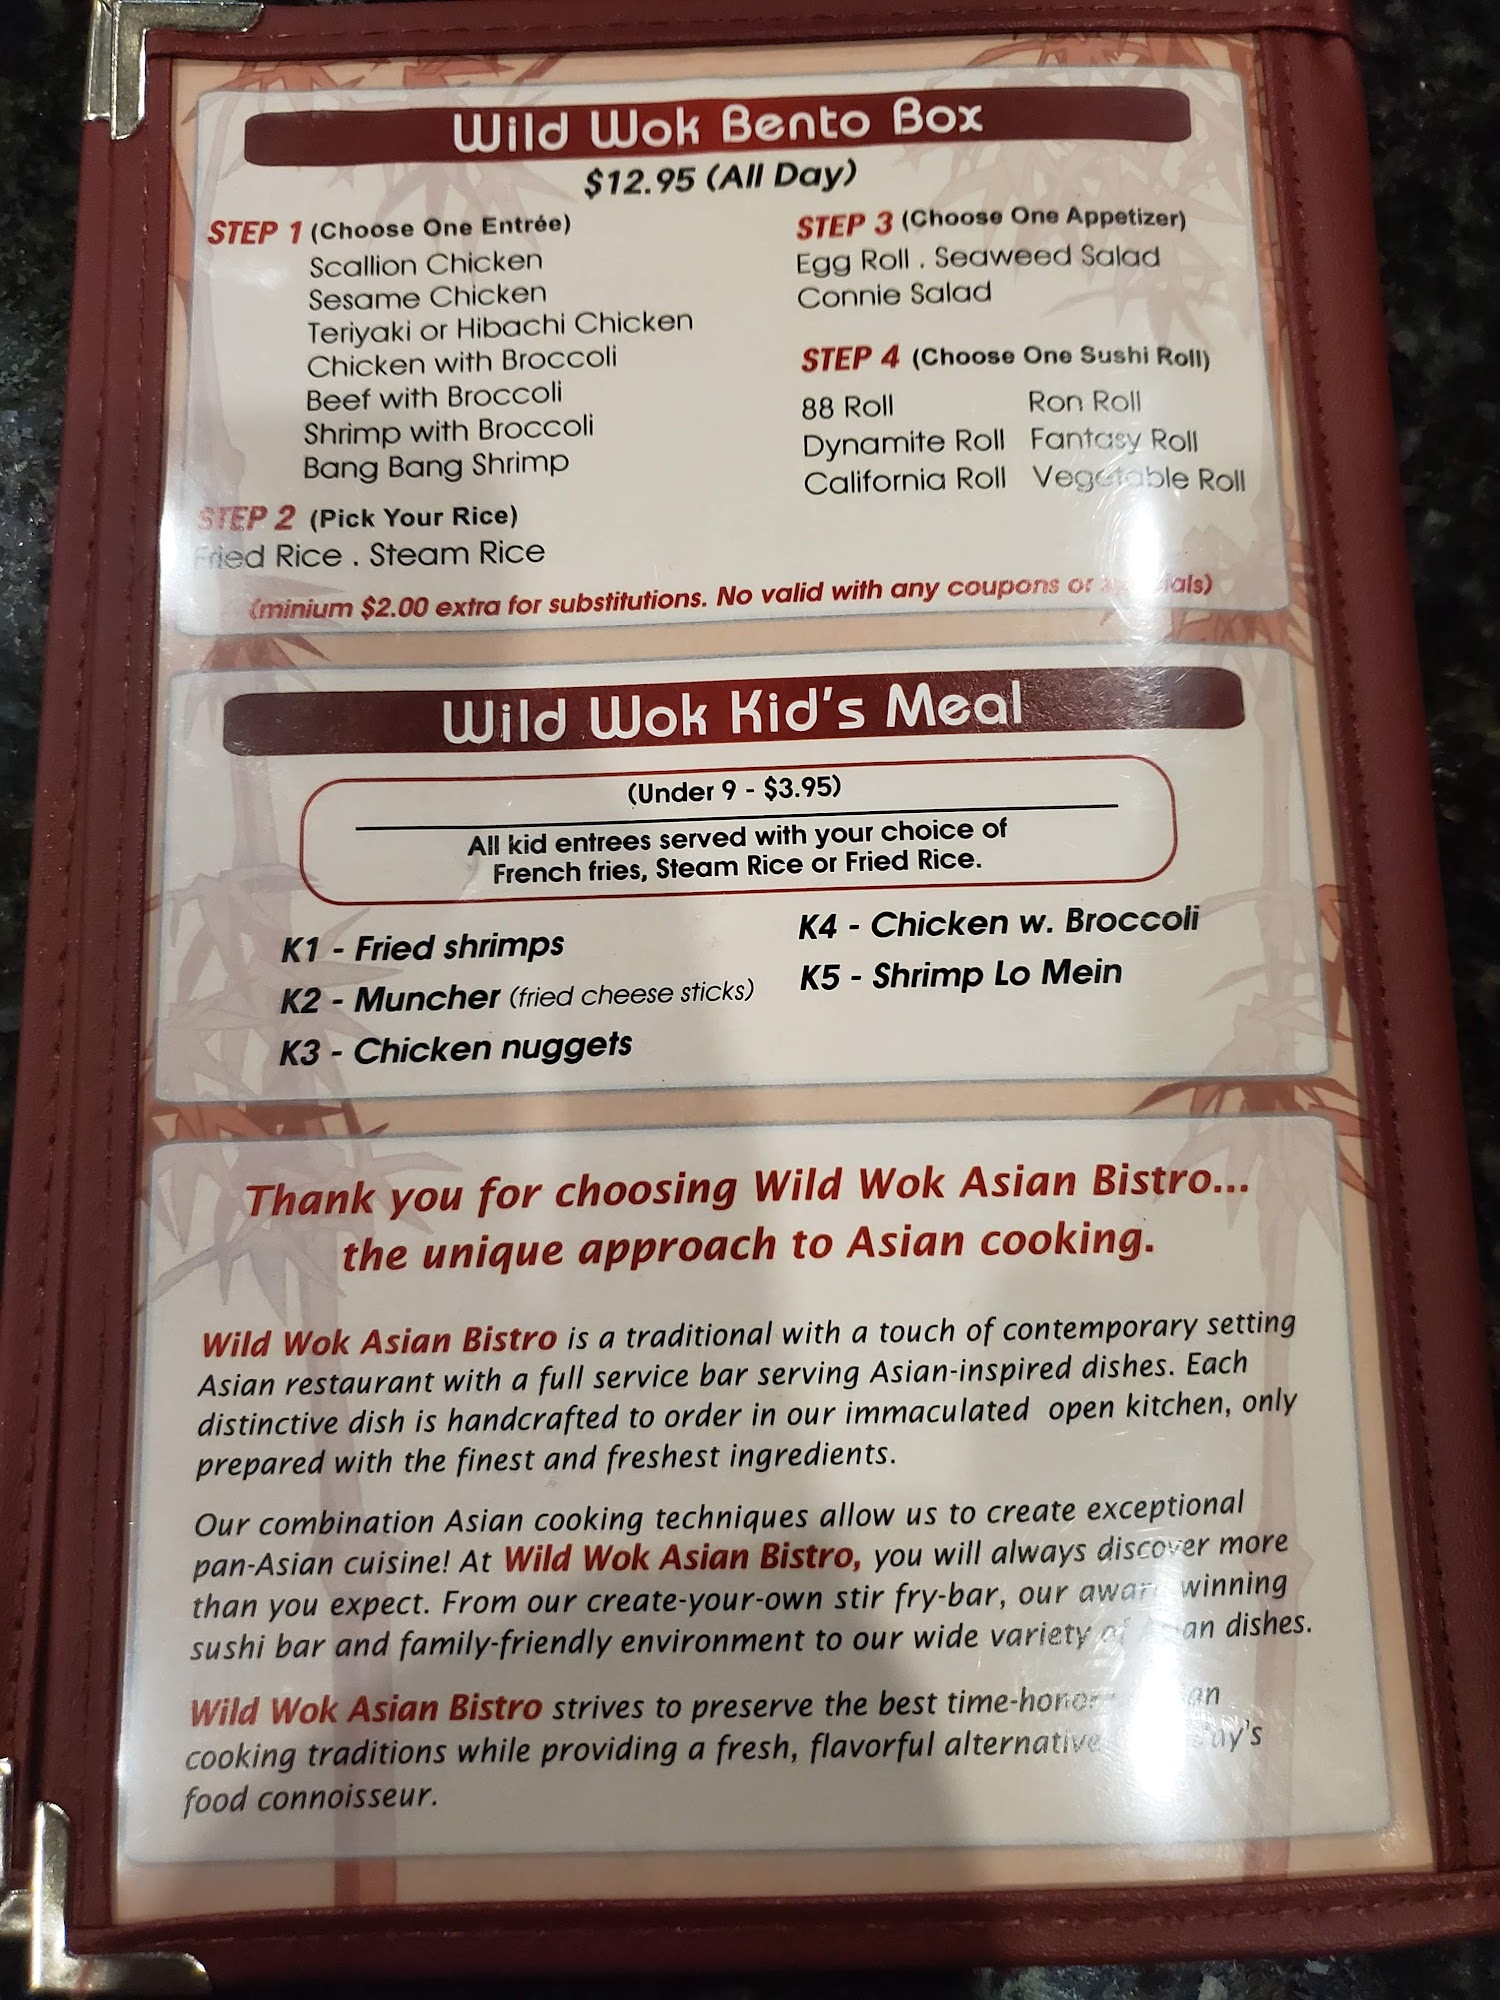 Wild Wok Bento Box
$12.95 (All Day)
STEP 1 (Choose One Entrée)
Scallion Chicken
Sesame Chicken
Teriyaki or Hibachi Chicken
Chicken with Broccoli
Beef with Broccoli
Shrimp with Broccoli
Bang Bang Shrimp
STEP 2 (Pick Your Rice)
Fried Rice . Steam Rice
STEP 3 (Choose One Appetizer)
Egg Roll . Seaweed Salad
Connie Salad
STEP 4 (Choose One Sushi Roll)
88 Roll Ron Roll
Dynamite Roll Fantasy Roll
California Roll Vegetable Roll
(minium $2.00 extra for substitutions. No valid with any coupons or
Wild Wok Kid's Meal
(Under 9 - $3.95)
All kid entrees served with your choice of
French fries, Steam Rice or Fried Rice.
K1 - Fried shrimps
K2 - Muncher (fried cheese sticks)
K3 - Chicken nuggets
K4 - Chicken w. Broccoli
K5 - Shrimp Lo Mein
Thank you for choosing Wild Wok Asian Bistro...
the unique approach to Asian cooking.
Wild Wok Asian Bistro is a traditional with a touch of contemporary setting
Asian restaurant with a full service bar serving Asian-inspired dishes. Each
distinctive dish is handcrafted to order in our immaculated open kitchen, only
prepared with the finest and freshest ingredients.
Our combination Asian cooking techniques allow us to create exceptional
pan-Asian cuisine! At Wild Wok Asian Bistro, you will always discover more
than you expect. From our create-your-own stir fry-bar, our award winning
sushi bar and family-friendly environment to our wide variety of Asian dishes.
Wild Wok Asian Bistro strives to preserve the best
cooking traditions while providing a fresh, flavorful alternative
food connoisseur.